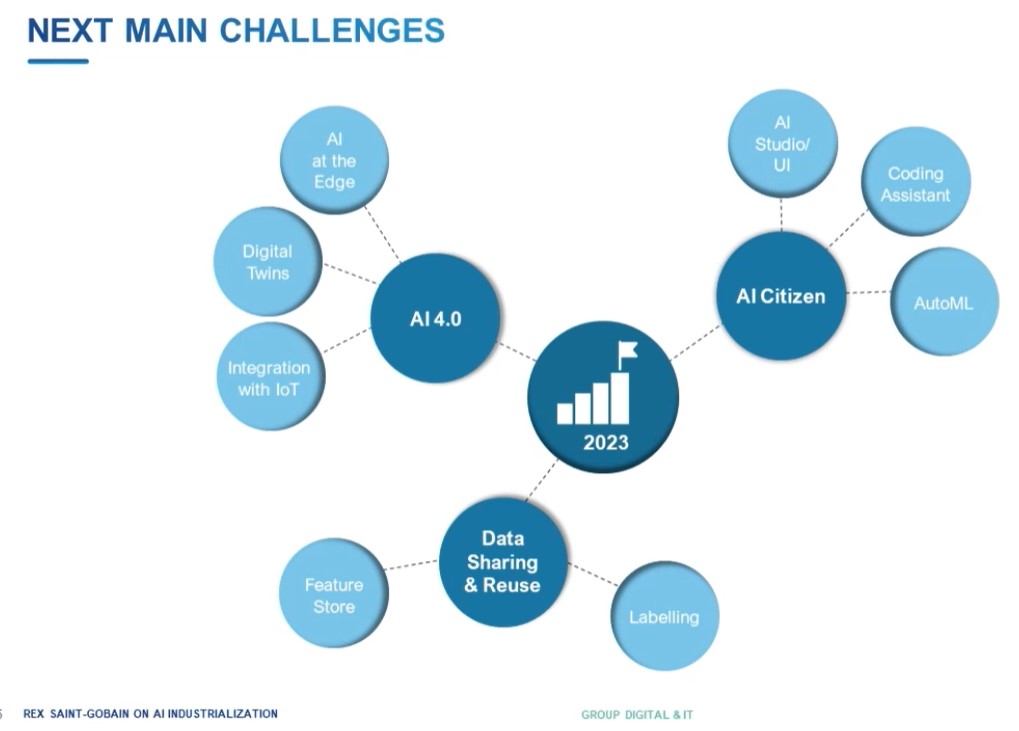 NEXT MAIN CHALLENGES
AI
at the
Edge
Digital
Twins
Integration
with IoT
AI 4.0
AI
Studio/
UI
Coding
Assistant
AutoML
AI Citizen
2023
Data
Sharing
& Reuse
Feature
Store
Labelling
REX SAINT-GOBAIN ON AI INDUSTRIALIZATION
GROUP DIGITAL & IT